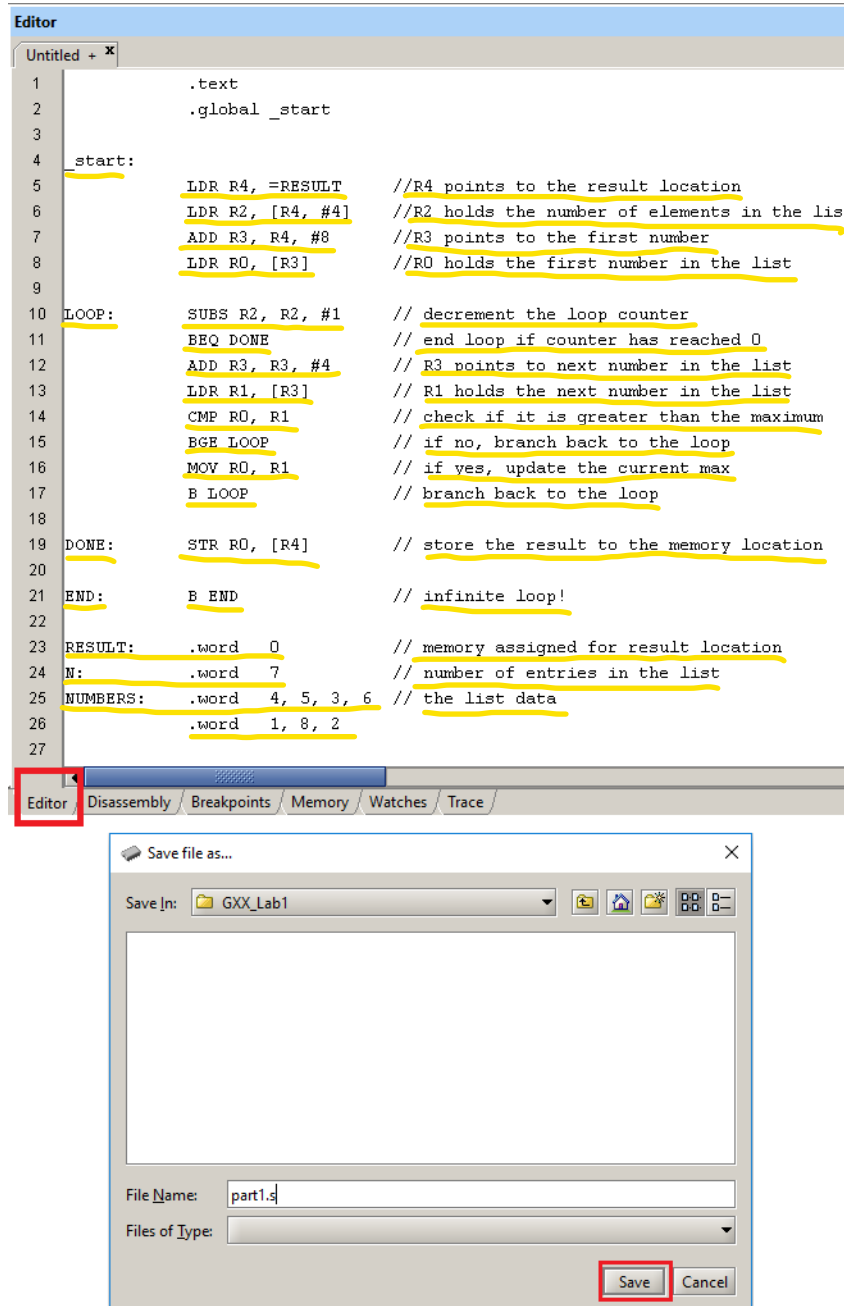 Editor
Untitled + x
1 .text
2 .global _start
3
4 _start:
5 LDR R4, =RESULT //R4 points to the result location
6 LDR R2, [R4, #4] //R2 holds the number of elements in the lis
7 ADD R3, R4, #8 //R3 points to the first number
8 LDR R0, [R3] //R0 holds the first number in the list
9
10 LOOP: SUBS R2, R2, #1 // decrement the loop counter
11 BEQ DONE // end loop if counter has reached 0
12 ADD R3, R3, #4 // R3 points to next number in the list
13 LDR R1, [R3] // R1 holds the next number in the list
14 CMP R0, R1 // check if it is greater than the maximum
15 BGE LOOP // if no, branch back to the loop
16 MOV R0, R1 // if yes, update the current max
17 B LOOP // branch back to the loop
18
19 DONE: STR R0, [R4] // store the result to the memory location
20
21 END: B END // infinite loop!
22
23 RESULT: .word 0 // memory assigned for result location
24 N: .word 7 // number of entries in the list
25 NUMBERS: .word 4, 5, 3, 6 // the list data
26 .word 1, 8, 2
27
Editor Disassembly Breakpoints Memory Watches Trace
Save file as...
Save In: GXX_Lab1
File Name: part1.s
Files of Type:
Save Cancel